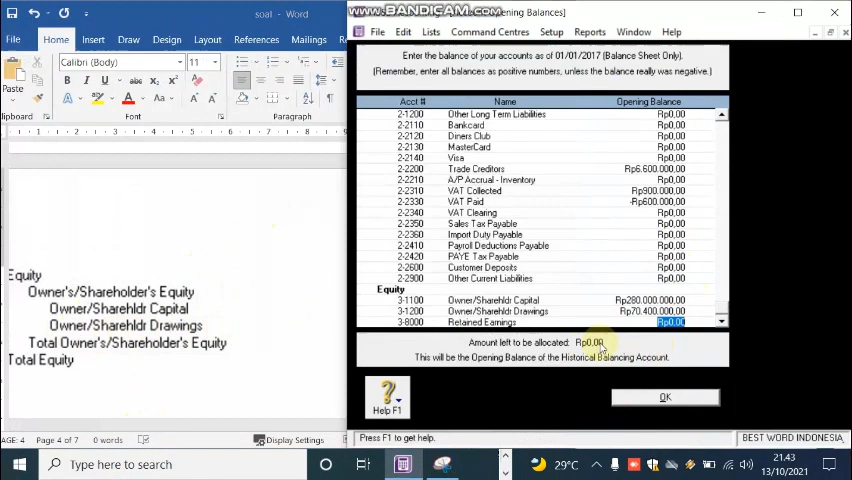 soal - Word
www.BANDICAM.com
pening Balances]
File
Home
Insert
Draw
Design
Layout
References
Mailings
Calibri (Body)
11
Paste
Clipboard
Font
Paragraph
File Edit Lists Command Centres Setup Reports Window Help
Enter the balance of your accounts as of 01/01/2017 (Balance Sheet Only).
(Remember, enter all balances as positive numbers, unless the balance really was negative.)
Acct # Name Opening Balance
2-1200 Other Long Term Liabilities Rp0,00
2-2110 Bankcard Rp0,00
2-2120 Diners Club Rp0,00
2-2130 MasterCard Rp0,00
2-2140 Visa Rp0,00
2-2200 Trade Creditors Rp6.600.000,00
2-2210 A/P Accrual - Inventory Rp0,00
2-2310 VAT Collected Rp900.000,00
2-2330 VAT Paid -Rp600.000,00
2-2340 VAT Clearing Rp0,00
2-2350 Sales Tax Payable Rp0,00
2-2360 Import Duty Payable Rp0,00
2-2410 Payroll Deductions Payable Rp0,00
2-2420 PAYE Tax Payable Rp0,00
2-2600 Customer Deposits Rp0,00
2-2900 Other Current Liabilities Rp0,00
Equity
3-1100 Owner/Sharehldr Capital Rp280.000.000,00
3-1200 Owner/Sharehldr Drawings Rp70.400.000,00
3-8000 Retained Earnings Rp0,00
Amount left to be allocated: Rp0,00
This will be the Opening Balance of the Historical Balancing Account.
Help F1
OK
Press F1 to get help.
BEST WORD INDONESIA
Equity
Owner's/Shareholder's Equity
Owner/Sharehldr Capital
Owner/Sharehldr Drawings
Total Owner's/Shareholder's Equity
Total Equity
AGE: 4 Page 4 of 7 0 words
Display Settings
Type here to search
29°C
21.43
13/10/2021